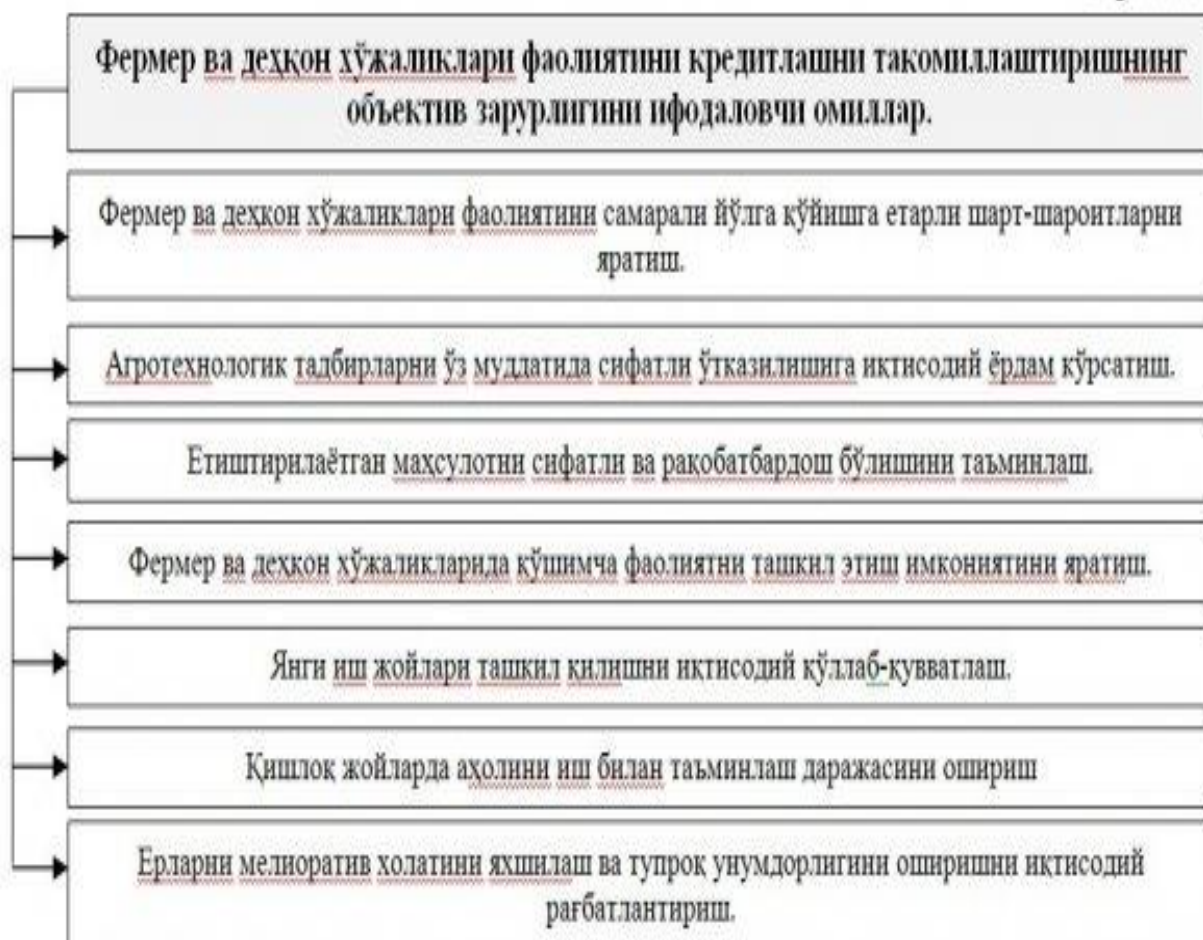 Фермер ва деҳқон хўжаликлари фаолиятини кредитлашни такомиллаштиришнинг
объектив зарурлигини ифодаловчи омиллар.
Фермер ва деҳқон хўжаликлари фаолиятини самарали йўлга қўйишга етарли шарт-шароитларни
яратиш.
Агротехнологик тадбирларни ўз муддатида сифатли ўтказилишига иқтисодий ёрдам кўрсатиш.
Етиштирилаётган маҳсулотни сифатли ва рақобатбардош бўлишини таъминлаш.
Фермер ва деҳқон хўжаликларида қўшимча фаолиятни ташкил этиш имкониятини яратиш.
Янги иш жойлари ташкил қилишни иқтисодий қўллаб-қувватлаш.
Қишлоқ жойларда аҳолини иш билан таъминлаш даражасини ошириш
Ерларни мелиоратив холатини яхшилаш ва тупроқ унумдорлигини оширишни иқтисодий
рағбатлантириш.